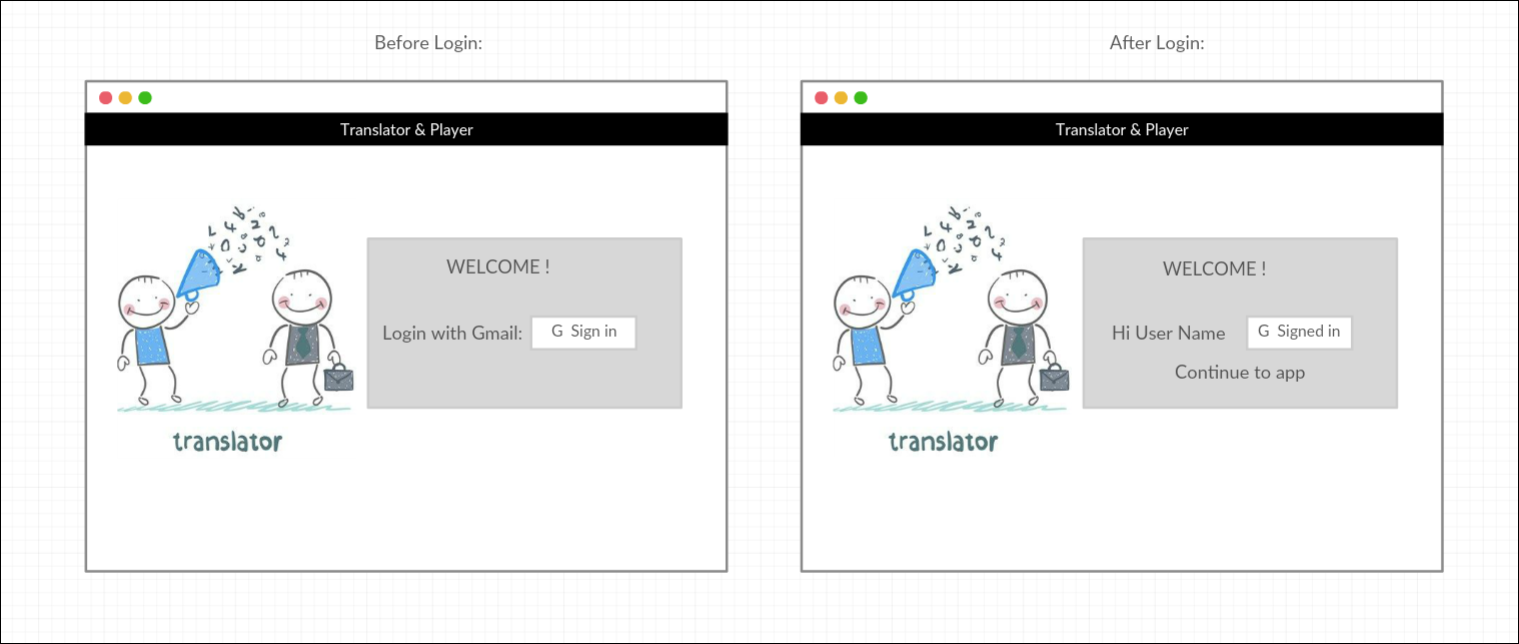 Before Login:
Translator & Player
WELCOME !
Login with Gmail:
G Sign in
translator
After Login:
Translator & Player
WELCOME !
Hi User Name
G Signed in
Continue to app
translator